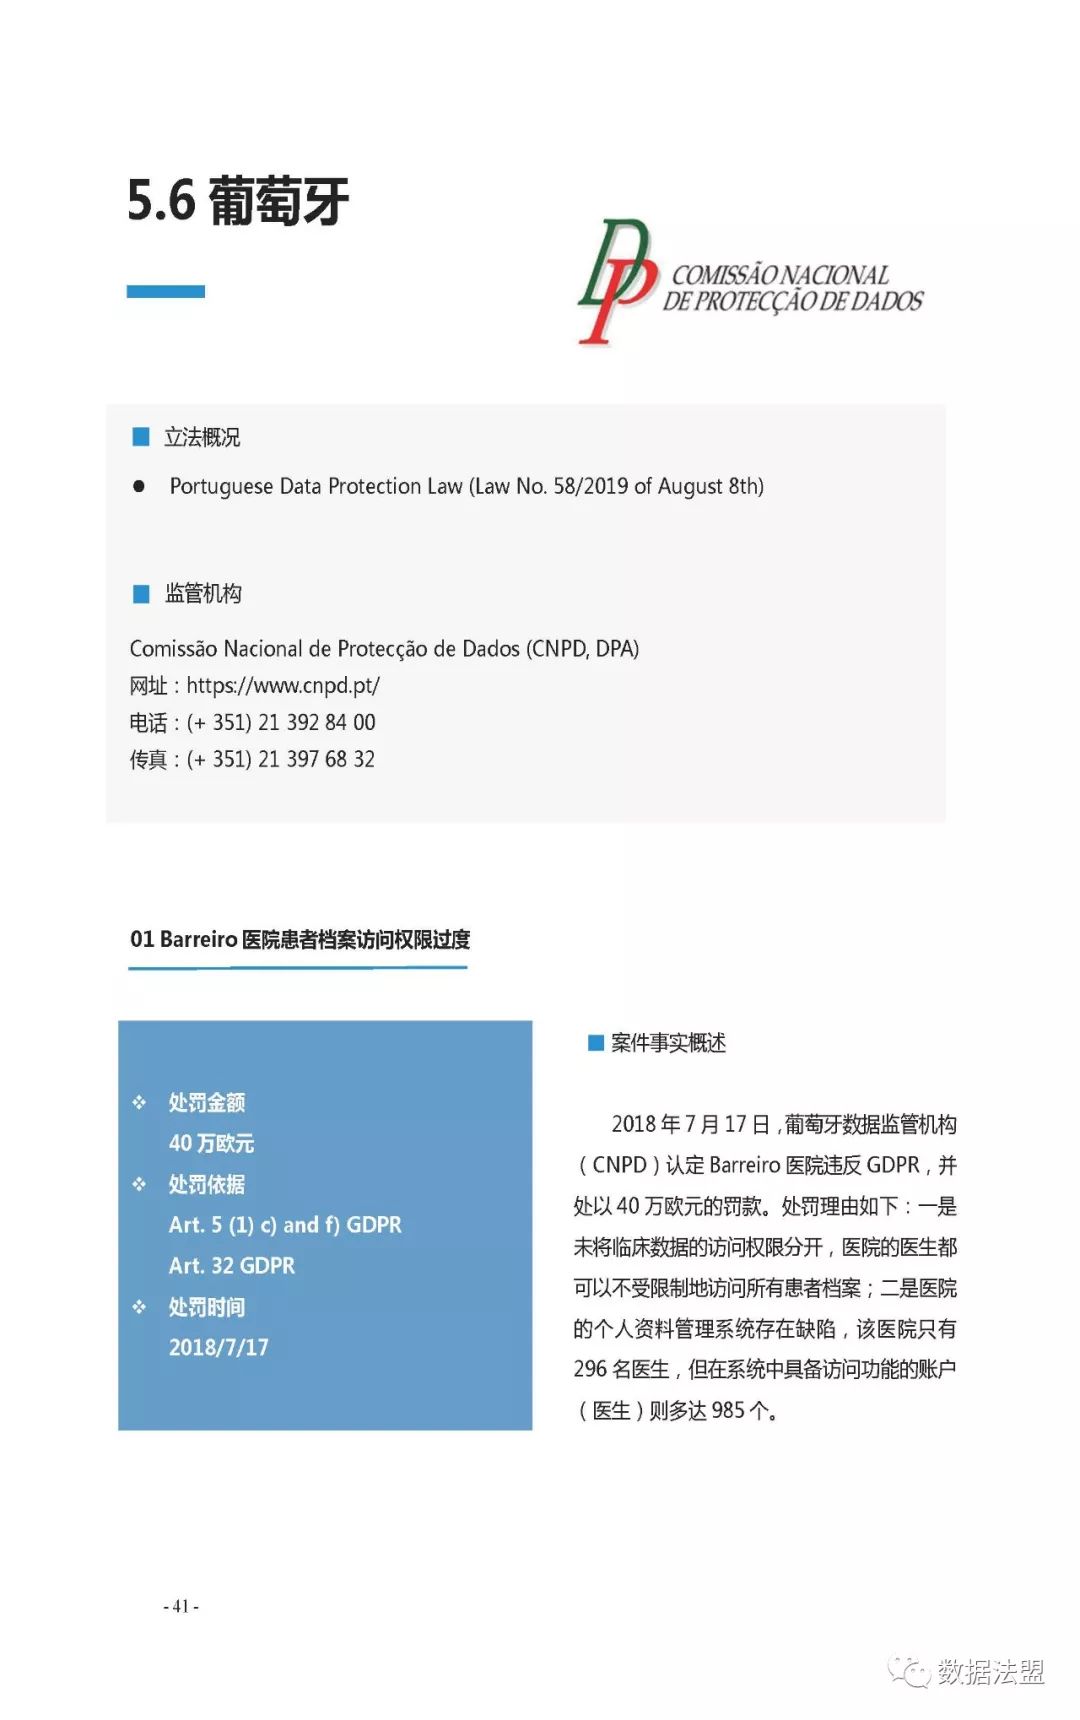 5.6 葡萄牙
DP
COMISSÃO NACIONAL
DE PROTECÇÃO DE DADOS
立法概况
Portuguese Data Protection Law (Law No. 58/2019 of August 8th)
监管机构
Comissão Nacional de Protecção de Dados (CNPD, DPA)
网址：https://www.cnpd.pt/
电话：(+ 351) 21 392 84 00
传真：(+ 351) 21 397 68 32
01 Barreiro 医院患者档案访问权限过度
处罚金额
40 万欧元
处罚依据
Art. 5 (1) c) and f) GDPR
Art. 32 GDPR
处罚时间
2018/7/17
案件事实概述
2018 年 7 月 17 日，葡萄牙数据监管机构
（CNPD）认定 Barreiro 医院违反 GDPR，并
处以 40 万欧元的罚款。处罚理由如下：一是
未将临床数据的访问权限分开，医院的医生都
可以不受限制地访问所有患者档案；二是医院
的个人资料管理系统存在缺陷，该医院只有
296 名医生，但在系统中具备访问功能的账户
（医生）则多达 985 个。
- 41 -
数据法盟